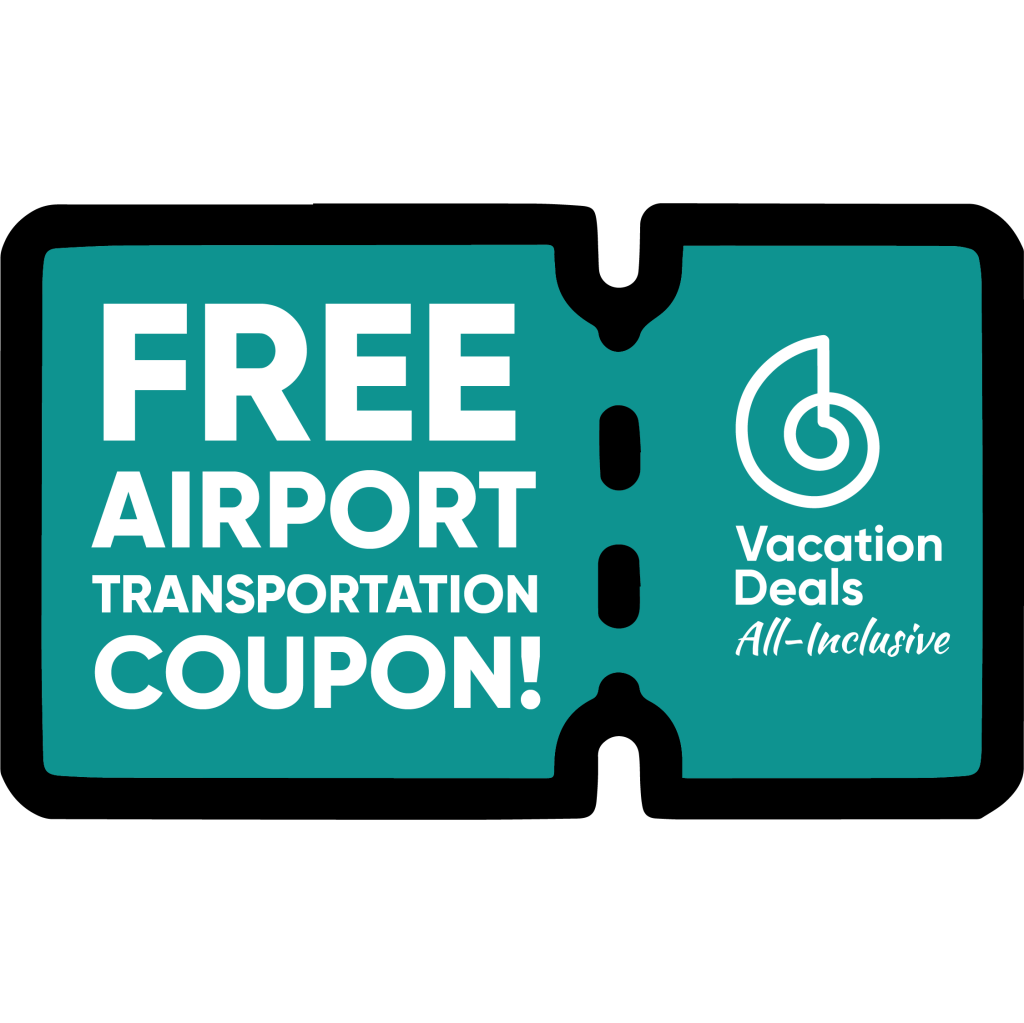 FREE
AIRPORT
TRANSPORTATION
COUPON!
Vacation
Deals
All-Inclusive